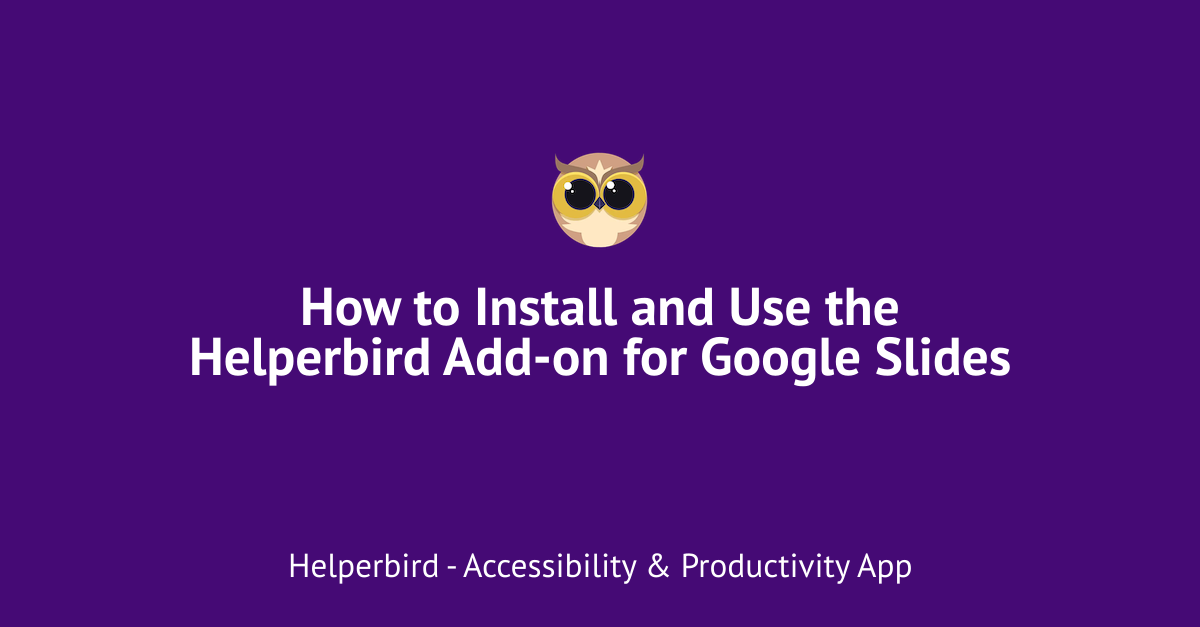 How to Install and Use the
Helperbird Add-on for Google Slides
Helperbird - Accessibility & Productivity App